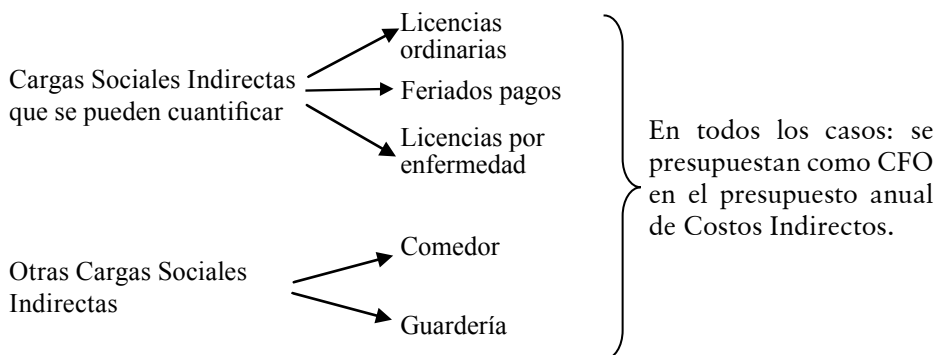 Cargas Sociales Indirectas
que se pueden cuantificar
Licencias
ordinarias
Feriados pagos
Licencias por
enfermedad
Otras Cargas Sociales
Indirectas
Comedor
Guardería
En todos los casos: se
presupuestan como CFO
en el presupuesto anual
de Costos Indirectos.